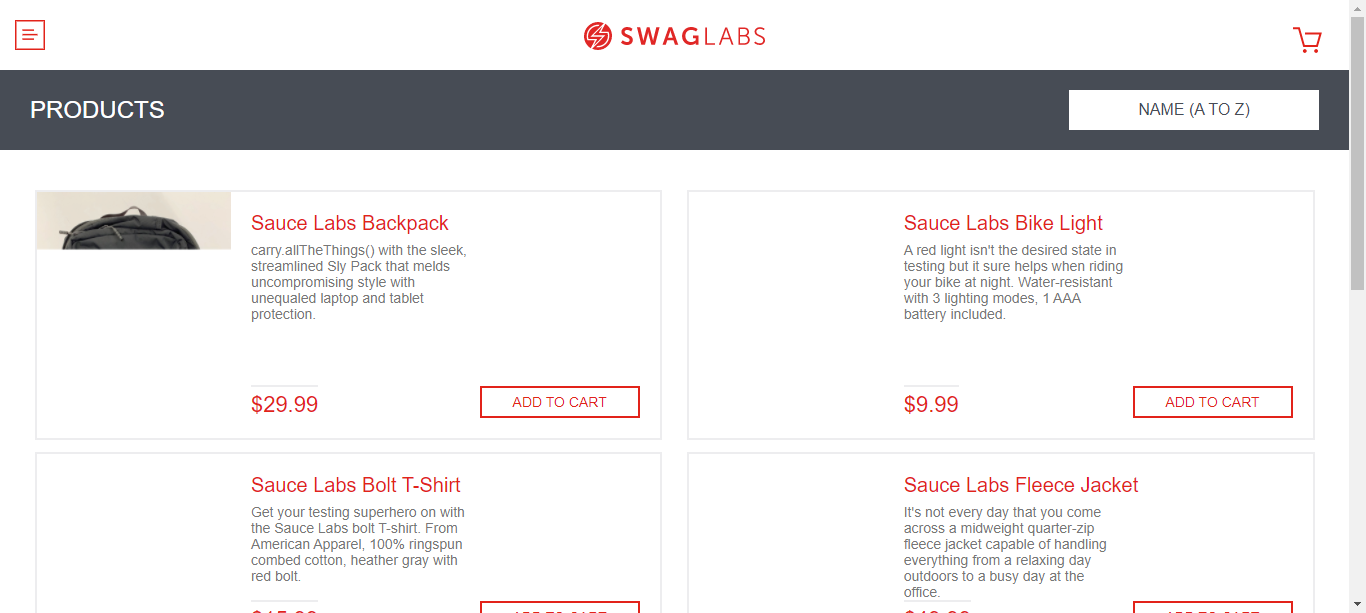 SWAGLABS
PRODUCTS
NAME (A TO Z)
Sauce Labs Backpack
carry.allTheThings() with the sleek,
streamlined Sly Pack that melds
uncompromising style with
unequaled laptop and tablet
protection.
$29.99
ADD TO CART
Sauce Labs Bike Light
A red light isn't the desired state in
testing but it sure helps when riding
your bike at night. Water-resistant
with 3 lighting modes, 1 AAA
battery included.
$9.99
ADD TO CART
Sauce Labs Bolt T-Shirt
Get your testing superhero on with
the Sauce Labs bolt T-shirt. From
American Apparel, 100% ringspun
combed cotton, heather gray with
red bolt.
Sauce Labs Fleece Jacket
It's not every day that you come
across a midweight quarter-zip
fleece jacket capable of handling
everything from a relaxing day
outdoors to a busy day at the
office.